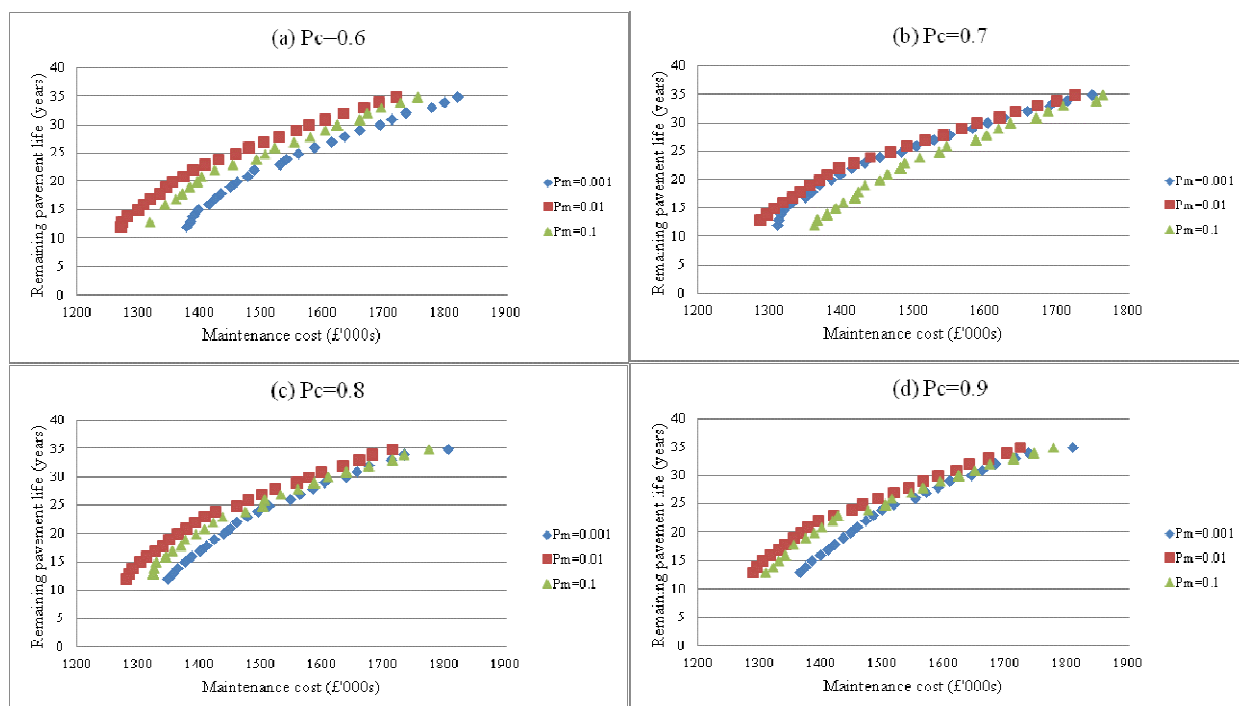 (a) Pc=0.6
Remaining pavement life (years)
40
35
30
25
20
15
10
5
0
1200 1300 1400 1500 1600 1700 1800 1900
Maintenance cost (£'000s)
Pm=0.001
Pm=0.01
Pm=0.1
(b) Pc=0.7
Remaining pavement life (years)
40
35
30
25
20
15
10
5
0
1200 1300 1400 1500 1600 1700 1800
Maintenance cost (£'000s)
Pm=0.001
Pm=0.01
Pm=0.1
(c) Pc=0.8
Remaining pavement life (years)
40
35
30
25
20
15
10
5
0
1200 1300 1400 1500 1600 1700 1800 1900
Maintenance cost (£'000s)
Pm=0.001
Pm=0.01
Pm=0.1
(d) Pc=0.9
Remaining pavement life (years)
40
35
30
25
20
15
10
5
0
1200 1300 1400 1500 1600 1700 1800 1900
Maintenance cost (£'000s)
Pm=0.001
Pm=0.01
Pm=0.1